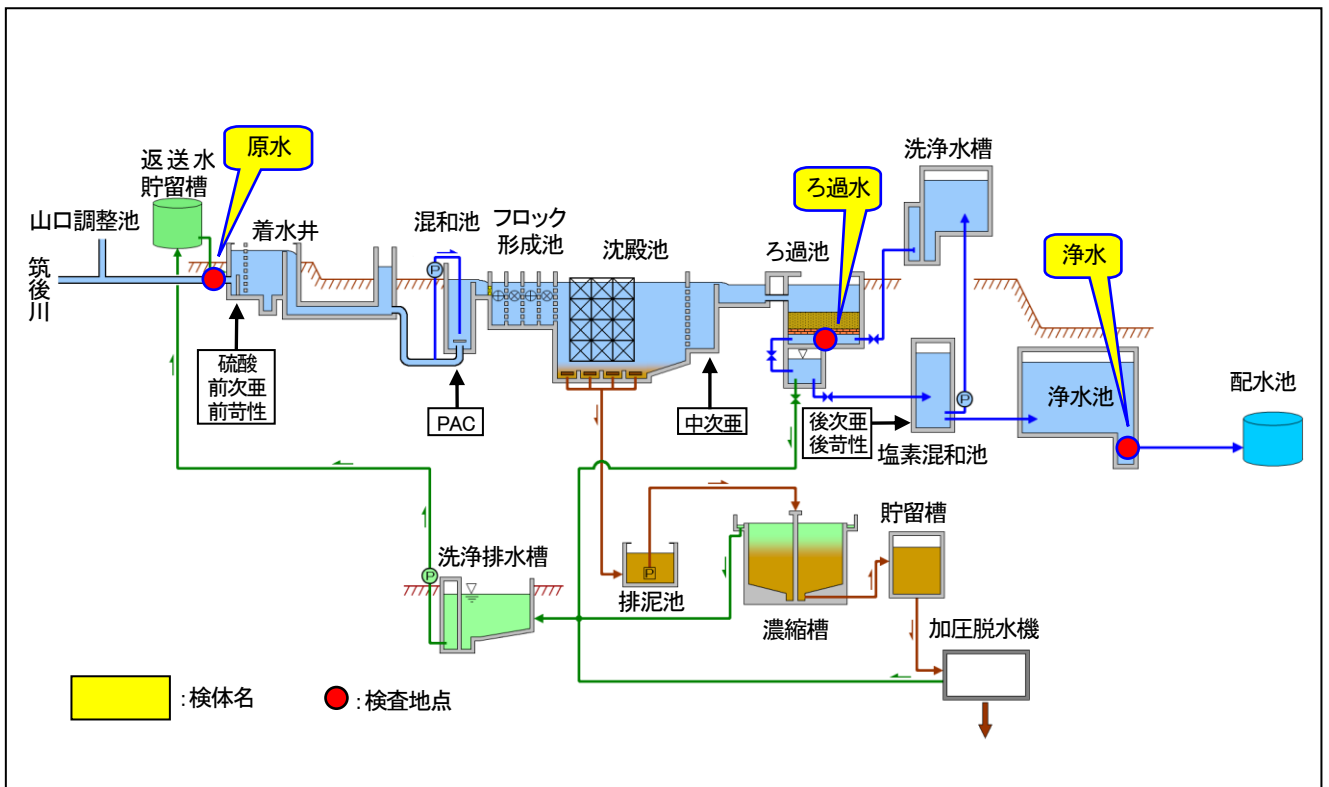 原水
返送水
貯留槽
山口調整池
筑後川
着水井
混和池
フロック
形成池
沈殿池
ろ過水
ろ過池
洗浄水槽
浄水
P
硫酸
前次亜
前苛性
PAC
中次亜
後次亜
後苛性
塩素混和池
P
浄水池
配水池
洗浄排水槽
P
排泥池
P
濃縮槽
貯留槽
加圧脱水機
:検体名
:検査地点